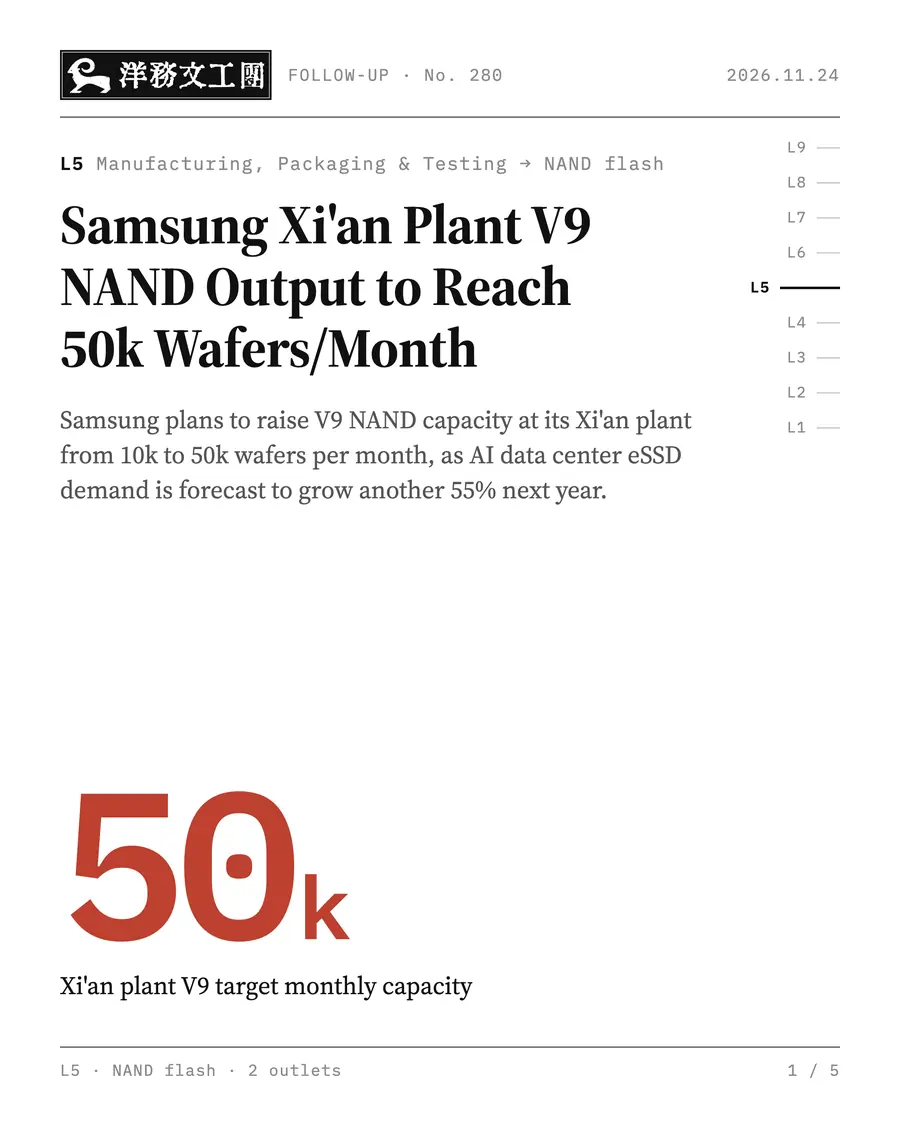 洋務文工團
FOLLOW-UP · No. 280
2026.11.24
L5 Manufacturing, Packaging & Testing → NAND flash
Samsung Xi'an Plant V9
NAND Output to Reach
50k Wafers/Month
Samsung plans to raise V9 NAND capacity at its Xi'an plant
from 10k to 50k wafers per month, as AI data center eSSD
demand is forecast to grow another 55% next year.
L9
L8
L7
L6
L5
L4
L3
L2
L1
50k
Xi'an plant V9 target monthly capacity
L5 · NAND flash · 2 outlets
1 / 5